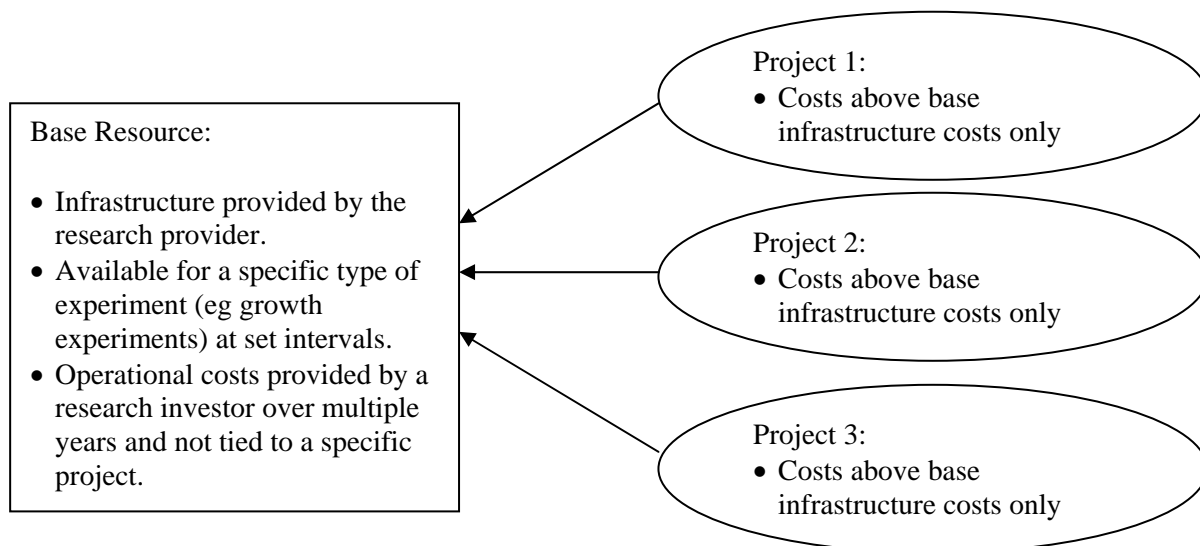 Base Resource:
• Infrastructure provided by the
research provider.
• Available for a specific type of
experiment (eg growth
experiments) at set intervals.
• Operational costs provided by a
research investor over multiple
years and not tied to a specific
project.
Project 1:
• Costs above base
infrastructure costs only
Project 2:
• Costs above base
infrastructure costs only
Project 3:
• Costs above base
infrastructure costs only